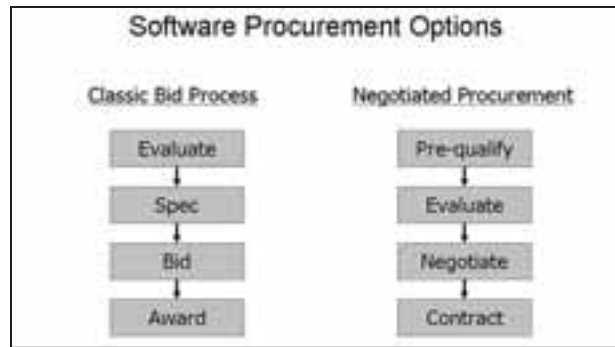 Software Procurement Options
Classic Bid Process
Evaluate
Spec
Bid
Award
Negotiated Procurement
Pre-qualify
Evaluate
Negotiate
Contract